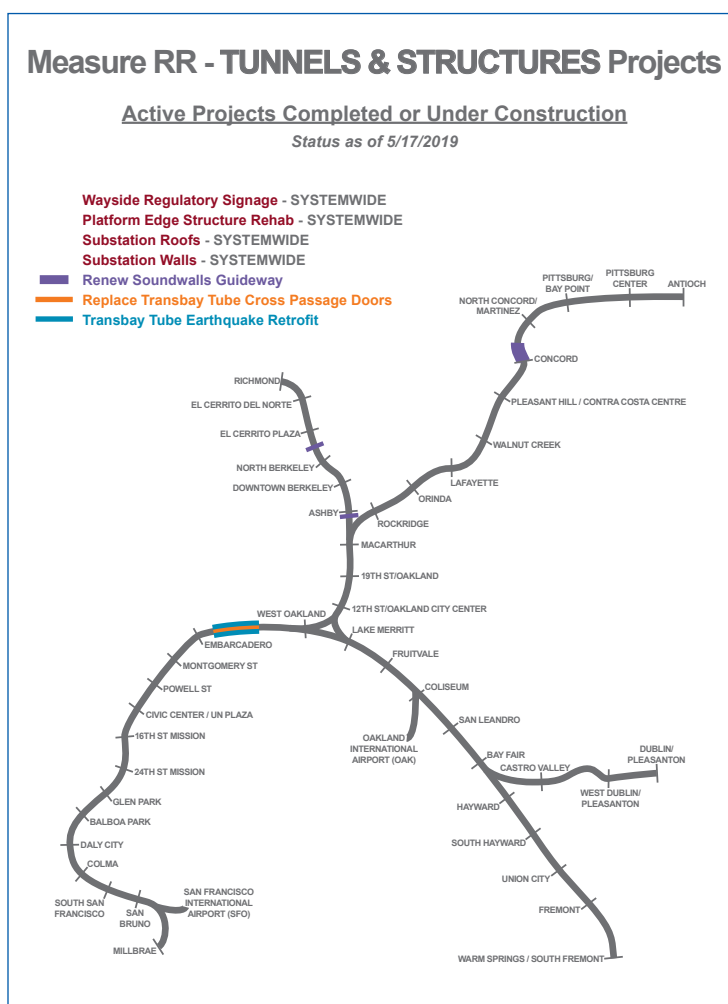 Measure RR - TUNNELS & STRUCTURES Projects
Active Projects Completed or Under Construction
Status as of 5/17/2019
Wayside Regulatory Signage - SYSTEMWIDE
Platform Edge Structure Rehab - SYSTEMWIDE
Substation Roofs - SYSTEMWIDE
Substation Walls - SYSTEMWIDE
Renew Soundwalls Guideway
Replace Transbay Tube Cross Passage Doors
Transbay Tube Earthquake Retrofit
PITTSBURG/
BAY POINT
PITTSBURG
CENTER
ANTIOCH
NORTH CONCORD/
MARTINEZ
CONCORD
RICHMOND
EL CERRITO DEL NORTE
PLEASANT HILL / CONTRA COSTA CENTRE
EL CERRITO PLAZA
WALNUT CREEK
NORTH BERKELEY
LAFAYETTE
DOWNTOWN BERKELEY
ORINDA
ASHBY
ROCKRIDGE
MACARTHUR
19TH ST/OAKLAND
12TH ST/OAKLAND CITY CENTER
WEST OAKLAND
LAKE MERRITT
EMBARCADERO
FRUITVALE
MONTGOMERY ST
POWELL ST
COLISEUM
CIVIC CENTER / UN PLAZA
SAN LEANDRO
16TH ST MISSION
OAKLAND
INTERNATIONAL
AIRPORT (OAK)
BAY FAIR
DUBLIN/
PLEASANTON
24TH ST MISSION
CASTRO VALLEY
WEST DUBLIN/
PLEASANTON
GLEN PARK
HAYWARD
BALBOA PARK
SOUTH HAYWARD
DALY CITY
COLMA
UNION CITY
SOUTH SAN
FRANCISCO
SAN
BRUNO
SAN FRANCISCO
INTERNATIONAL
AIRPORT (SFO)
FREMONT
MILLBRAE
WARM SPRINGS / SOUTH FREMONT